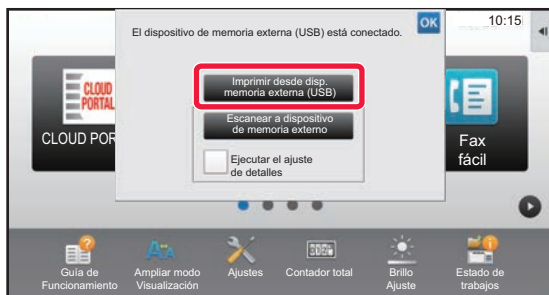 El dispositivo de memoria externa (USB) está conectado.
OK
10:15
Imprimir desde disp.
memoria externa (USB)
Escanear a dispositivo
de memoria externo
Ejecutar el ajuste
de detalles
CLOUD
PORTAL
CLOUD POR
Fax
fácil
Guía de
Funcionamiento
Ampliar modo
Visualización
Ajustes
Contador total
Brillo
Ajuste
Estado de
trabajos